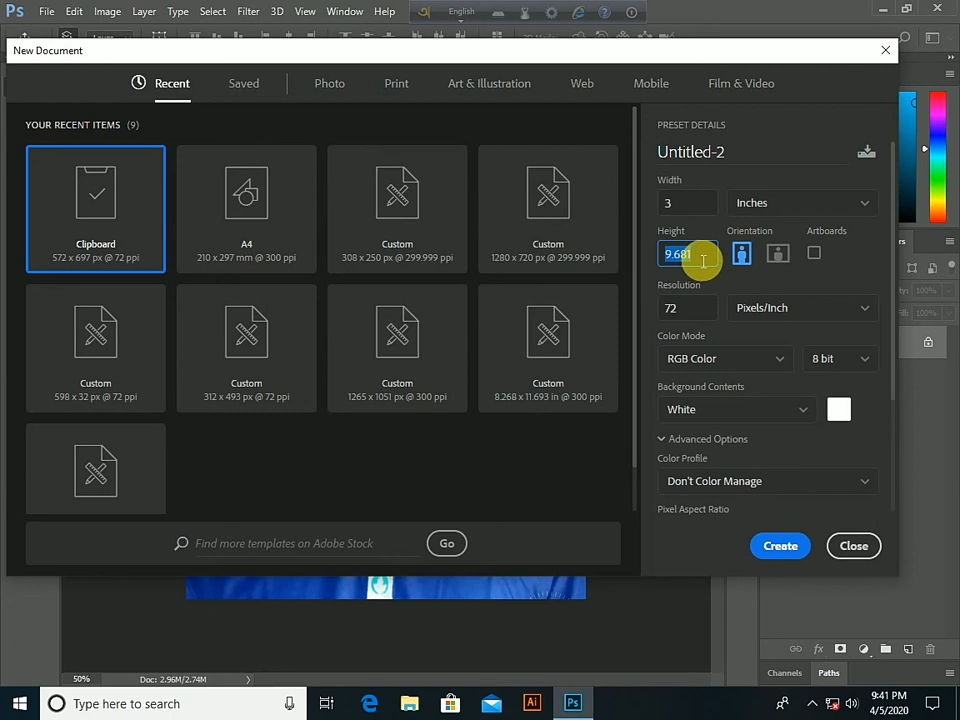 Ps File Edit Image Layer Type Select Filter 3D View Window Help
English
New Document
Recent Saved Photo Print Art & Illustration Web Mobile Film & Video
YOUR RECENT ITEMS (9)
Clipboard
572 x 697 px @ 72 ppi
A4
210 x 297 mm @ 300 ppi
Custom
308 x 250 px @ 299.999 ppi
Custom
1280 x 720 px @ 299.999 ppi
Custom
598 x 32 px @ 72 ppi
Custom
312 x 493 px @ 72 ppi
Custom
1265 x 1051 px @ 300 ppi
Custom
8.268 x 11.693 in @ 300 ppi
Find more templates on Adobe Stock Go
PRESET DETAILS
Untitled-2
Width
3 Inches
Height Orientation Artboards
9.681
Resolution
72 Pixels/Inch
Color Mode
RGB Color 8 bit
Background Contents
White
Advanced Options
Color Profile
Don't Color Manage
Pixel Aspect Ratio
Create Close
100%
100%
fx
Channels Paths
50% Doc: 2.96M/2.74M
Type here to search
Ai Ps
9:41 PM
4/5/2020